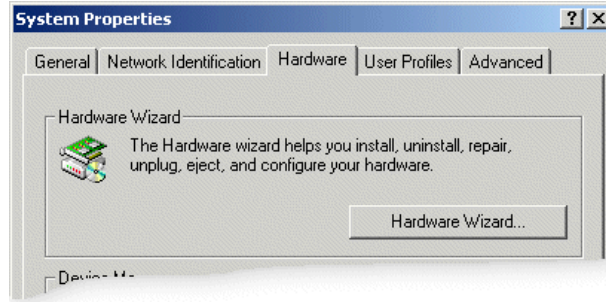 System Properties
General
Network Identification
Hardware
User Profiles
Advanced
Hardware Wizard
The Hardware wizard helps you install, uninstall, repair,
unplug, eject, and configure your hardware.
Hardware Wizard...